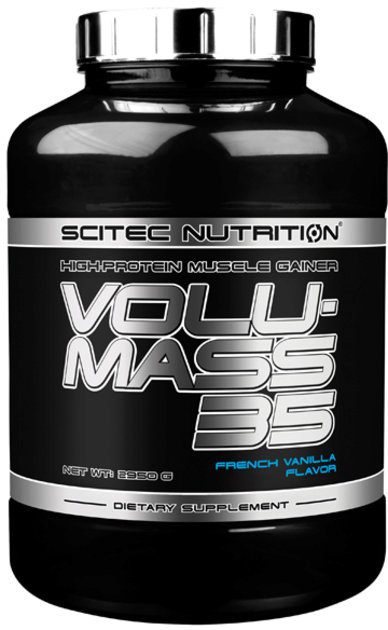 SCITEC NUTRITION®
HIGH-PROTEIN MUSCLE GAINER
VOLU-
MASS
35
FRENCH VANILLA
FLAVOR
NET WT: 2950 G
DIETARY SUPPLEMENT